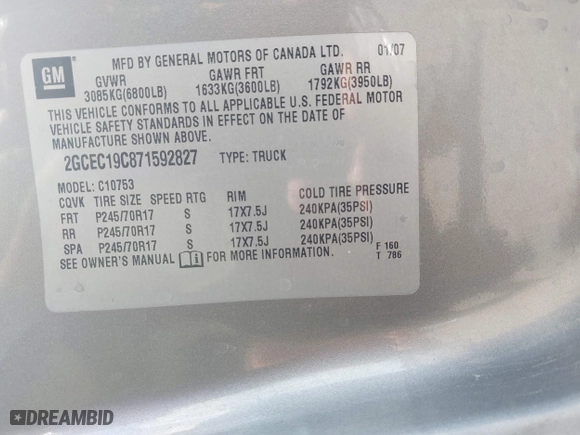 GM
MFD BY GENERAL MOTORS OF CANADA LTD. 01/07
GVWR GAWR FRT GAWR RR
3085KG(6800LB) 1633KG(3600LB) 1792KG(3950LB)
THIS VEHICLE CONFORMS TO ALL APPLICABLE U.S. FEDERAL MOTOR
VEHICLE SAFETY STANDARDS IN EFFECT ON THE DATE OF
MANUFACTURE SHOWN ABOVE.
2GCEC19C871592827 TYPE: TRUCK
MODEL: C10753
CQVK TIRE SIZE SPEED RTG RIM COLD TIRE PRESSURE
FRT P245/70R17 S 17X7.5J 240KPA(35PSI)
RR P245/70R17 S 17X7.5J 240KPA(35PSI)
SPA P245/70R17 S 17X7.5J 240KPA(35PSI)
SEE OWNER'S MANUAL FOR MORE INFORMATION.
F 160
T 786
DREAMBID